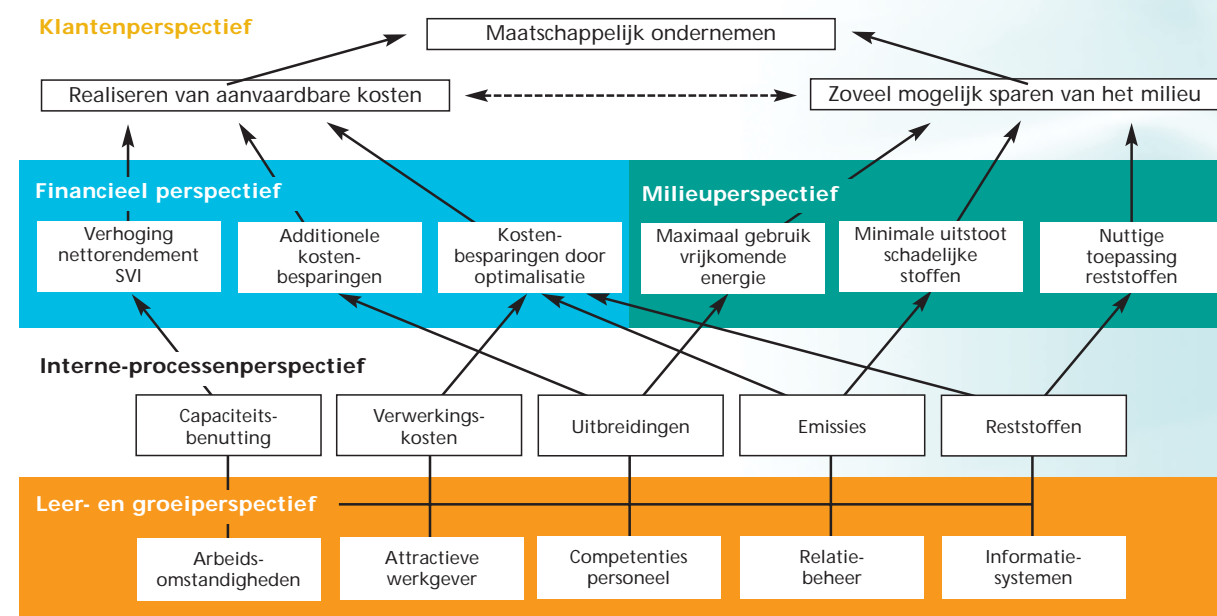 Klantenperspectief
Maatschappelijk ondernemen
Realiseren van aanvaardbare kosten
Zoveel mogelijk sparen van het milieu
Financieel perspectief
Milieuperspectief
Verhoging
nettorendement
SVI
Additionele
kosten-
besparingen
Kosten-
besparingen door
optimalisatie
Maximaal gebruik
vrijkomende
energie
Minimale uitstoot
schadelijke
stoffen
Nuttige
toepassing
reststoffen
Interne-processenperspectief
Capaciteits-
benutting
Verwerkings-
kosten
Uitbreidingen
Emissies
Reststoffen
Leer- en groeiperspectief
Arbeids-
omstandigheden
Attractieve
werkgever
Competenties
personeel
Relatie-
beheer
Informatie-
systemen